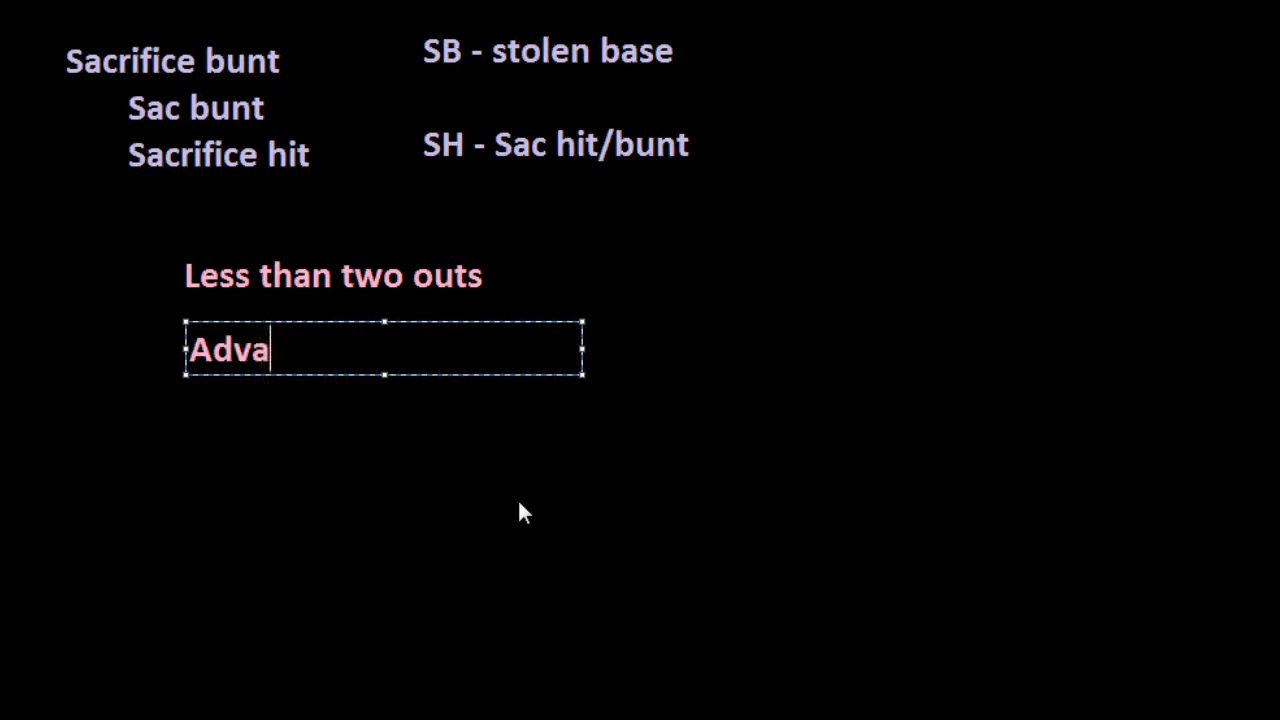 Sacrifice bunt
Sac bunt
Sacrifice hit
SB - stolen base
SH - Sac hit/bunt
Less than two outs
Adva